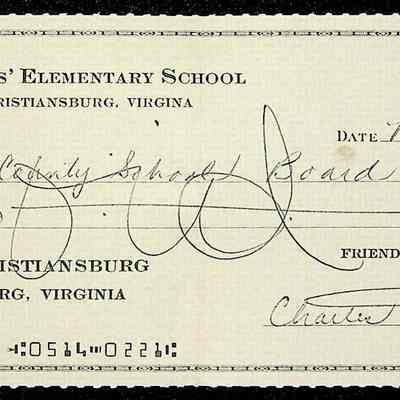 s' Elementary School
ristiansburg, Virgina
Date
County School Board
Friend
istiansburg
rg, Virginia
Charles
⑆0514⑉0221⑆